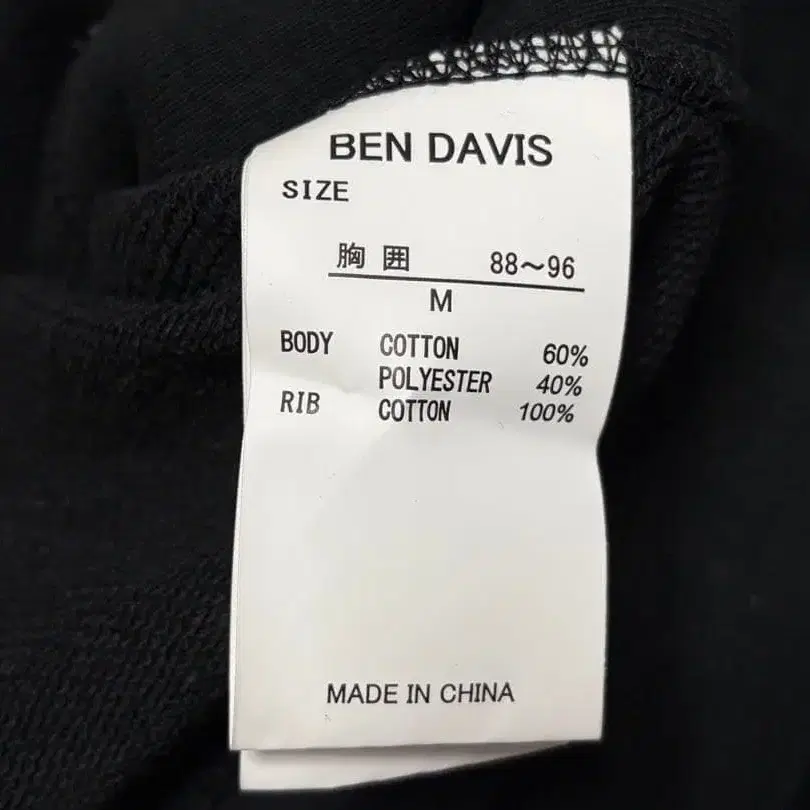 BEN DAVIS
SIZE
胸 囲 88～96
M
BODY COTTON 60%
POLYESTER 40%
RIB COTTON 100%
MADE IN CHINA